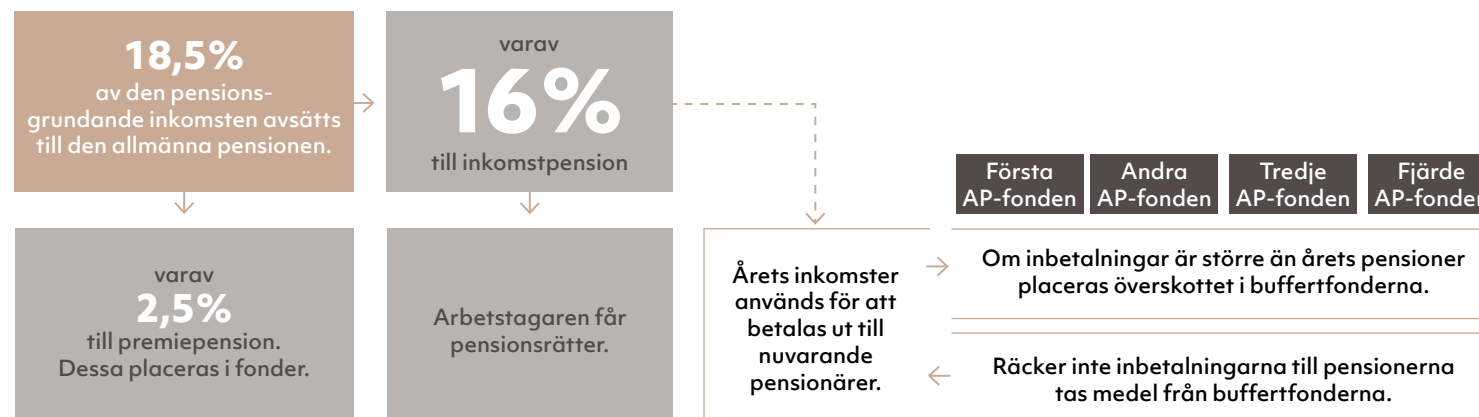 18,5%
av den pensions-
grundande inkomsten avsätts
till den allmänna pensionen.
varav
16%
till inkomstpension
varav
2,5%
till premiepension.
Dessa placeras i fonder.
Arbetstagaren får
pensionsrätter.
Årets inkomster
används för att
betalas ut till
nuvarande
pensionärer.
Första
AP-fonden
Andra
AP-fonden
Tredje
AP-fonden
Fjärde
AP-fonden
Om inbetalningar är större än årets pensioner
placeras överskottet i buffertfonderna.
Räcker inte inbetalningarna till pensionerna
tas medel från buffertfonderna.